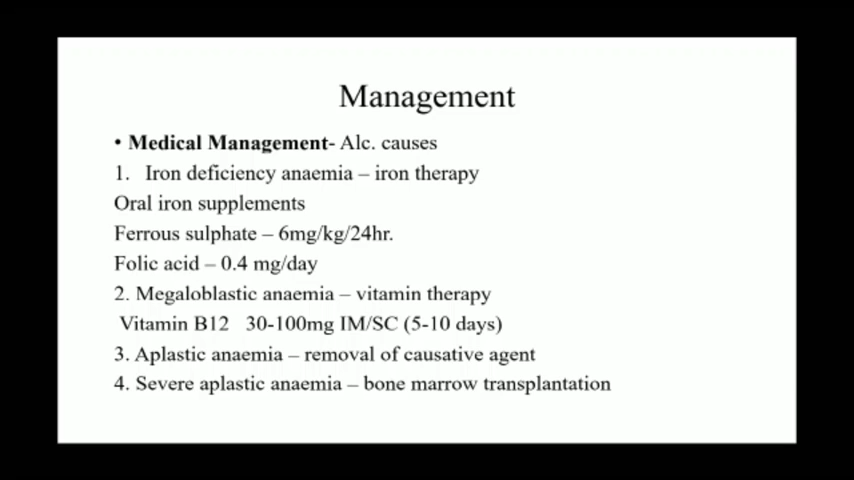 Management
• Medical Management- Alc. causes
1. Iron deficiency anaemia – iron therapy
Oral iron supplements
Ferrous sulphate – 6mg/kg/24hr.
Folic acid – 0.4 mg/day
2. Megaloblastic anaemia – vitamin therapy
Vitamin B12 30-100mg IM/SC (5-10 days)
3. Aplastic anaemia – removal of causative agent
4. Severe aplastic anaemia – bone marrow transplantation